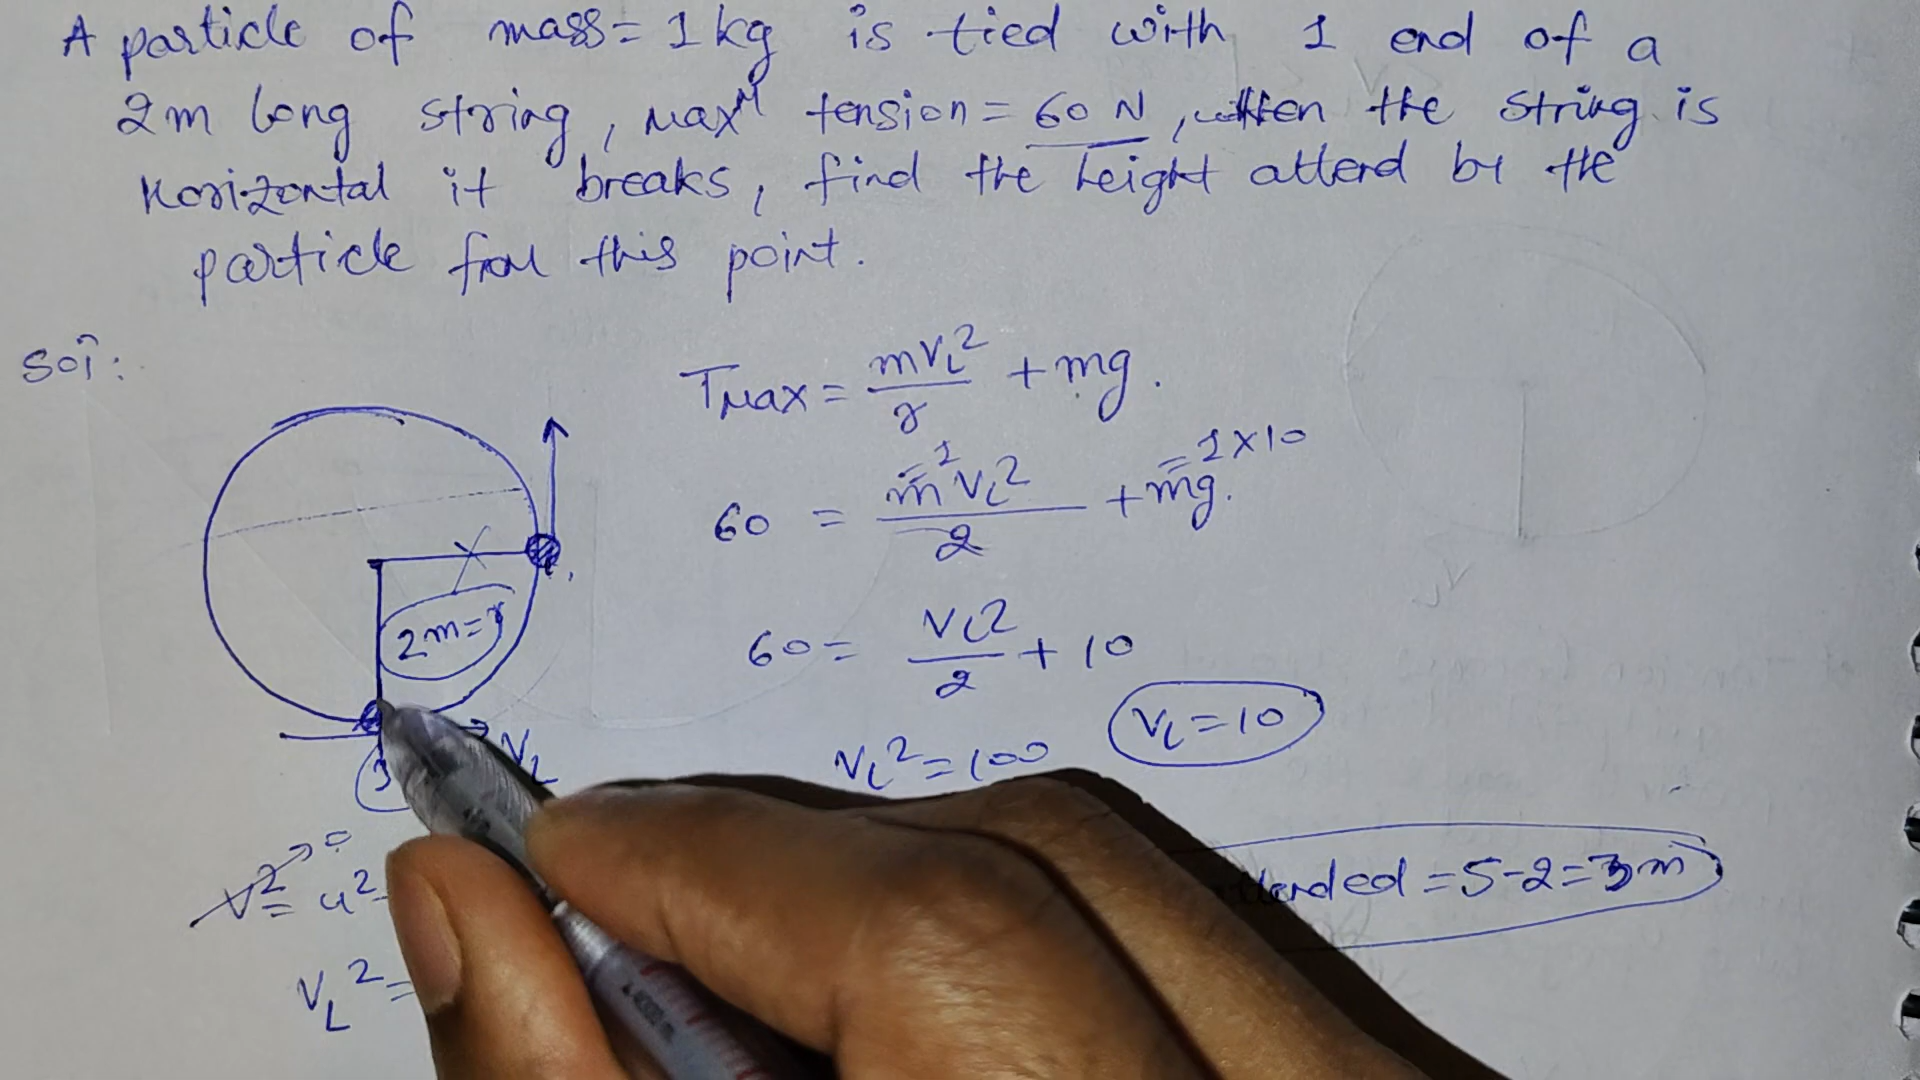 A particle of mass=1kg is tied with 1 end of a
2m long string, Maxᴹ tension = 60 N, when the string is
Horizontal it breaks, find the height attend by the
particle from this point.
Sol:
TMax = mVL²/r + mg.
=1 =1×10
60 = mVL²/2 + mg.
2m=r
60 = VL²/2 + 10
VL
VL² = 100 VL = 10
V² = u² 0
= 5-2 = 3m
VL² =